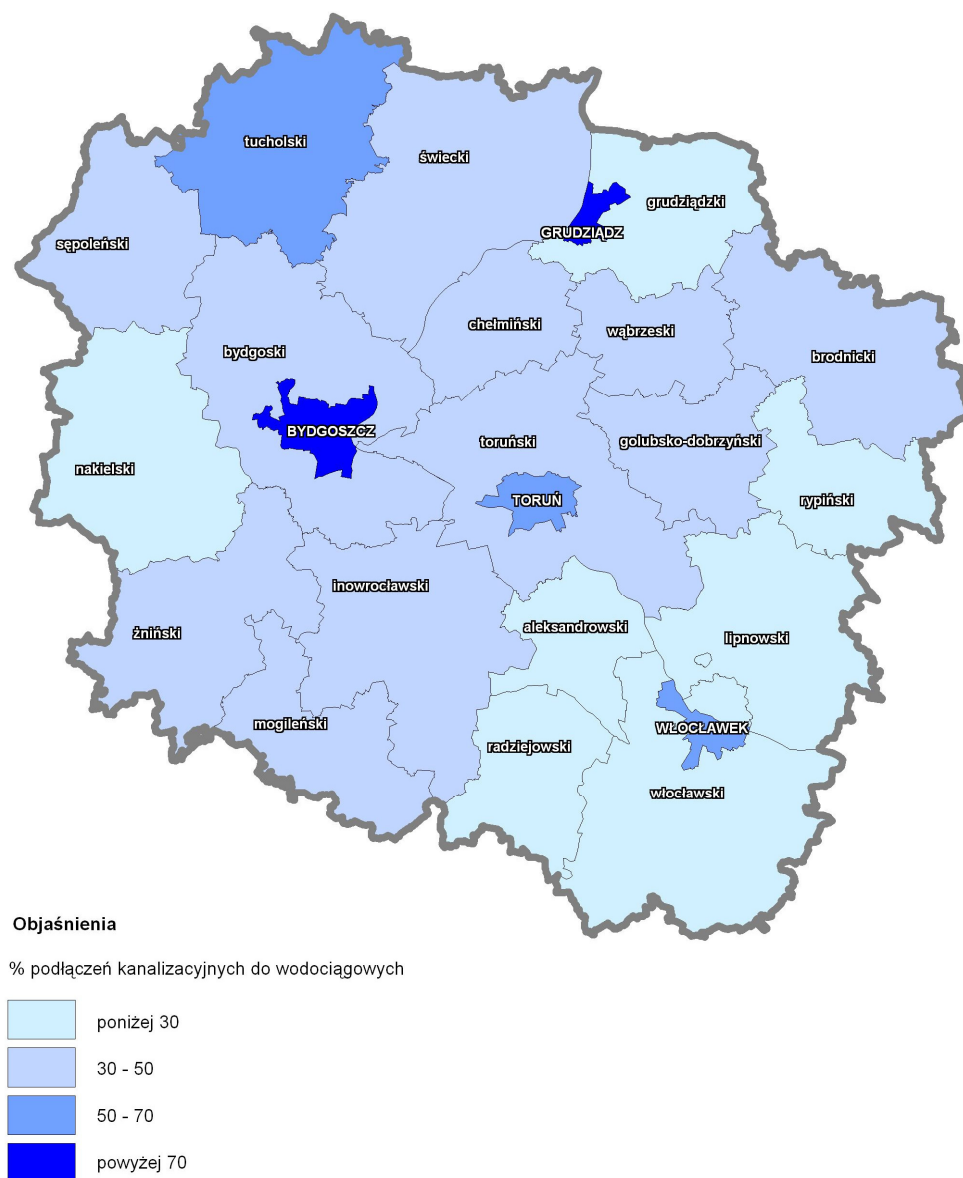 tucholski
świecki
grudziądzki
GRUDZIĄDZ
sępoleński
chełmiński
wąbrzeski
bydgoski
brodnicki
BYDGOSZCZ
toruński
golubsko-dobrzyński
nakielski
TORUŃ
rypiński
inowrocławski
aleksandrowski
żniński
lipnowski
mogileński
WŁOCŁAWEK
radziejowski
włocławski
Objaśnienia
% podłączeń kanalizacyjnych do wodociągowych
poniżej 30
30 - 50
50 - 70
powyżej 70